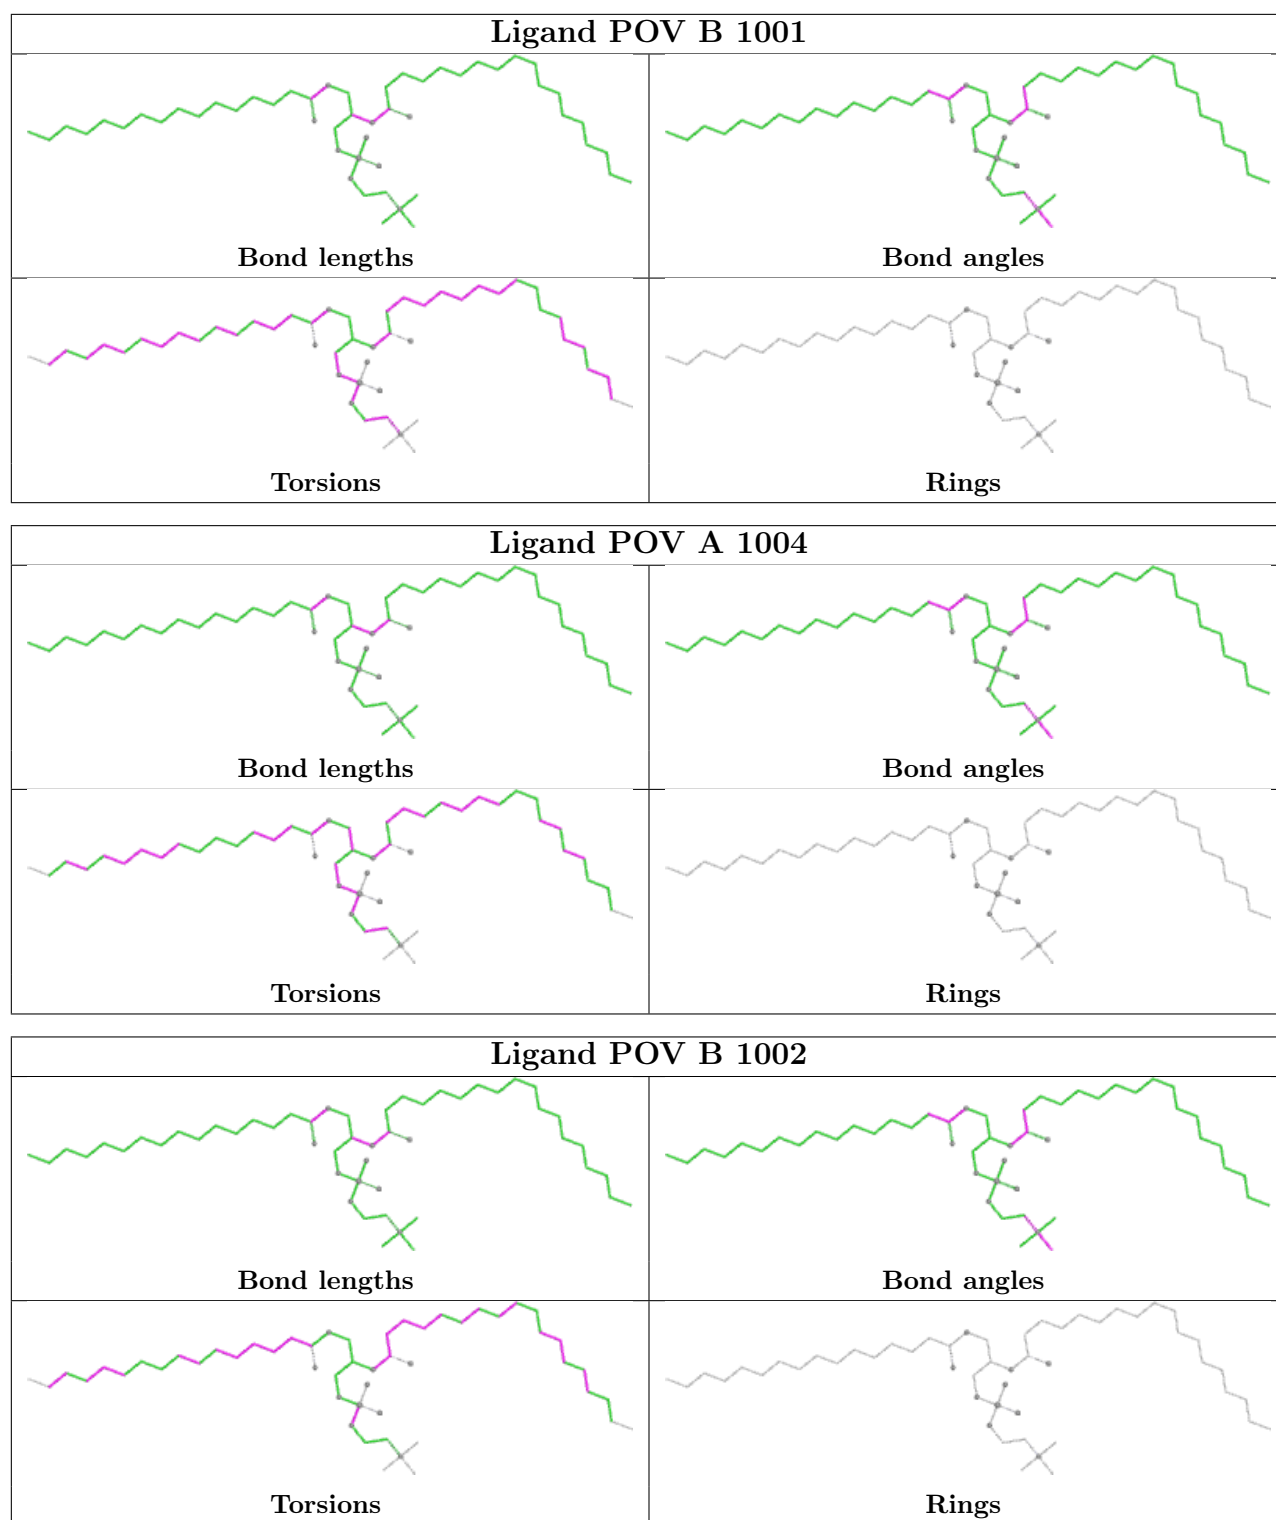 Ligand POV B 1001
Bond lengths
Bond angles
Torsions
Rings
Ligand POV A 1004
Bond lengths
Bond angles
Torsions
Rings
Ligand POV B 1002
Bond lengths
Bond angles
Torsions
Rings